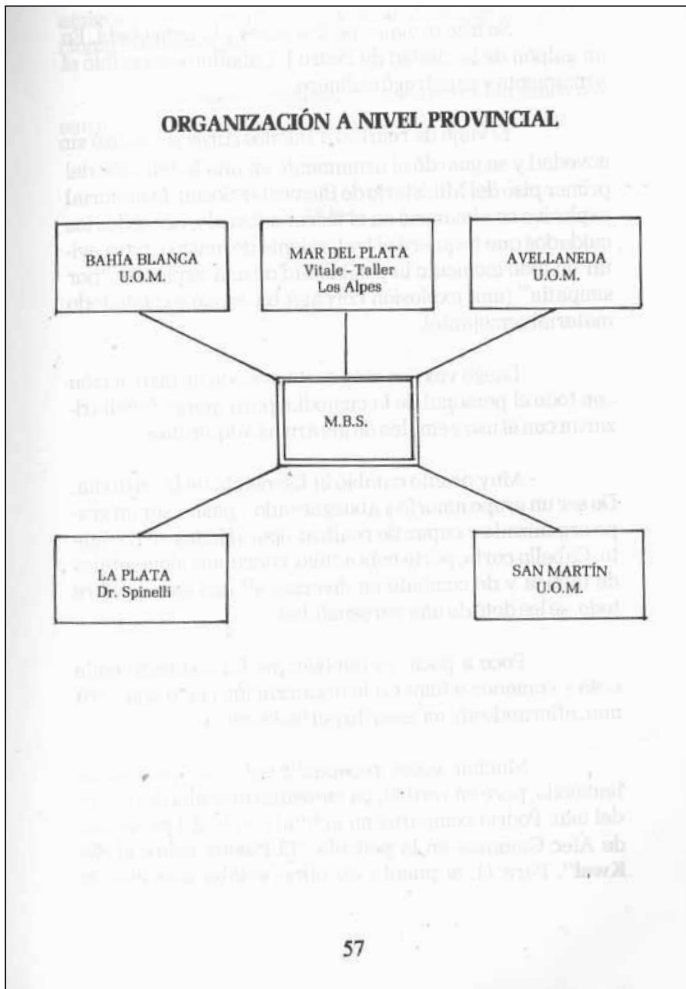 ORGANIZACIÓN A NIVEL PROVINCIAL
BAHÍA BLANCA
U.O.M.
MAR DEL PLATA
Vitale - Taller
Los Alpes
AVELLANEDA
U.O.M.
M.B.S.
LA PLATA
Dr. Spinelli
SAN MARTÍN
U.O.M.
57